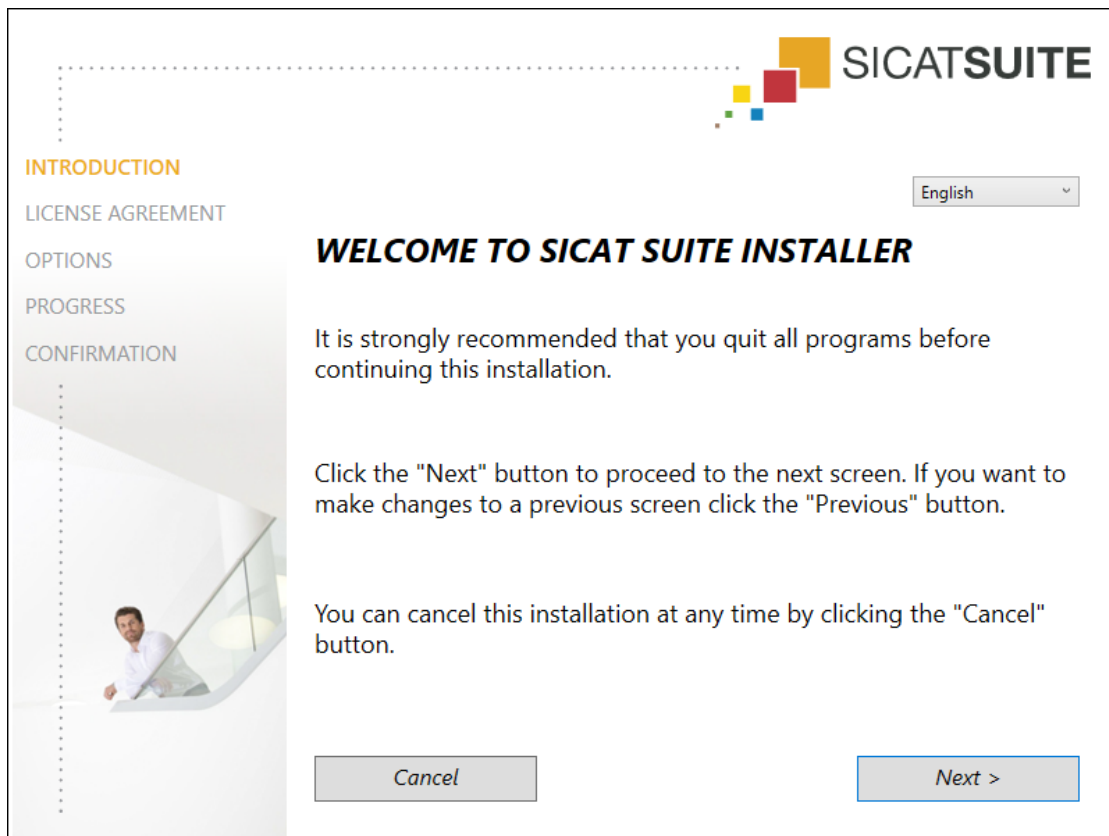 SICATSUITE
INTRODUCTION
LICENSE AGREEMENT
OPTIONS
PROGRESS
CONFIRMATION
English
WELCOME TO SICAT SUITE INSTALLER
It is strongly recommended that you quit all programs before
continuing this installation.
Click the "Next" button to proceed to the next screen. If you want to
make changes to a previous screen click the "Previous" button.
You can cancel this installation at any time by clicking the "Cancel"
button.
Cancel
Next >